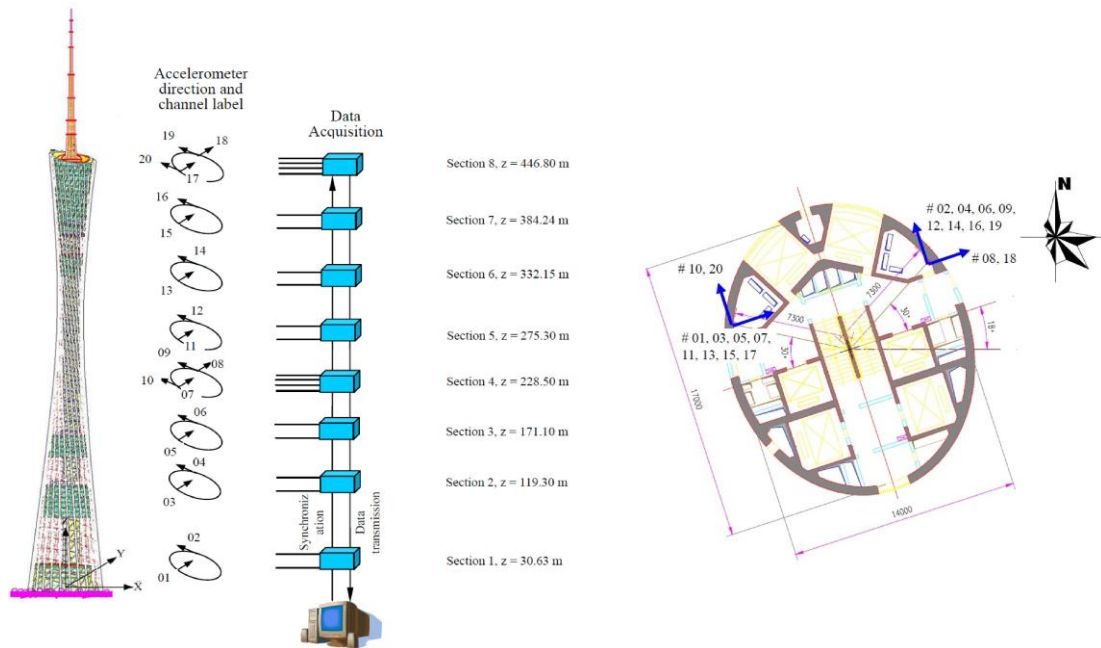 Accelerometer
direction and
channel label
Data
Acquisition
19
18
20
17
Section 8, z = 446.80 m
16
15
Section 7, z = 384.24 m
14
13
Section 6, z = 332.15 m
12
11
Section 5, z = 275.30 m
09
08
10
07
Section 4, z = 228.50 m
06
05
Section 3, z = 171.10 m
04
03
Section 2, z = 119.30 m
Synchroniz
ation
Data
transmission
02
01
Section 1, z = 30.63 m
Y
X
N
# 02, 04, 06, 09,
12, 14, 16, 19
# 08, 18
# 10, 20
# 01, 03, 05, 07,
11, 13, 15, 17
7300
7300
30°
30°
18°
17000
14000